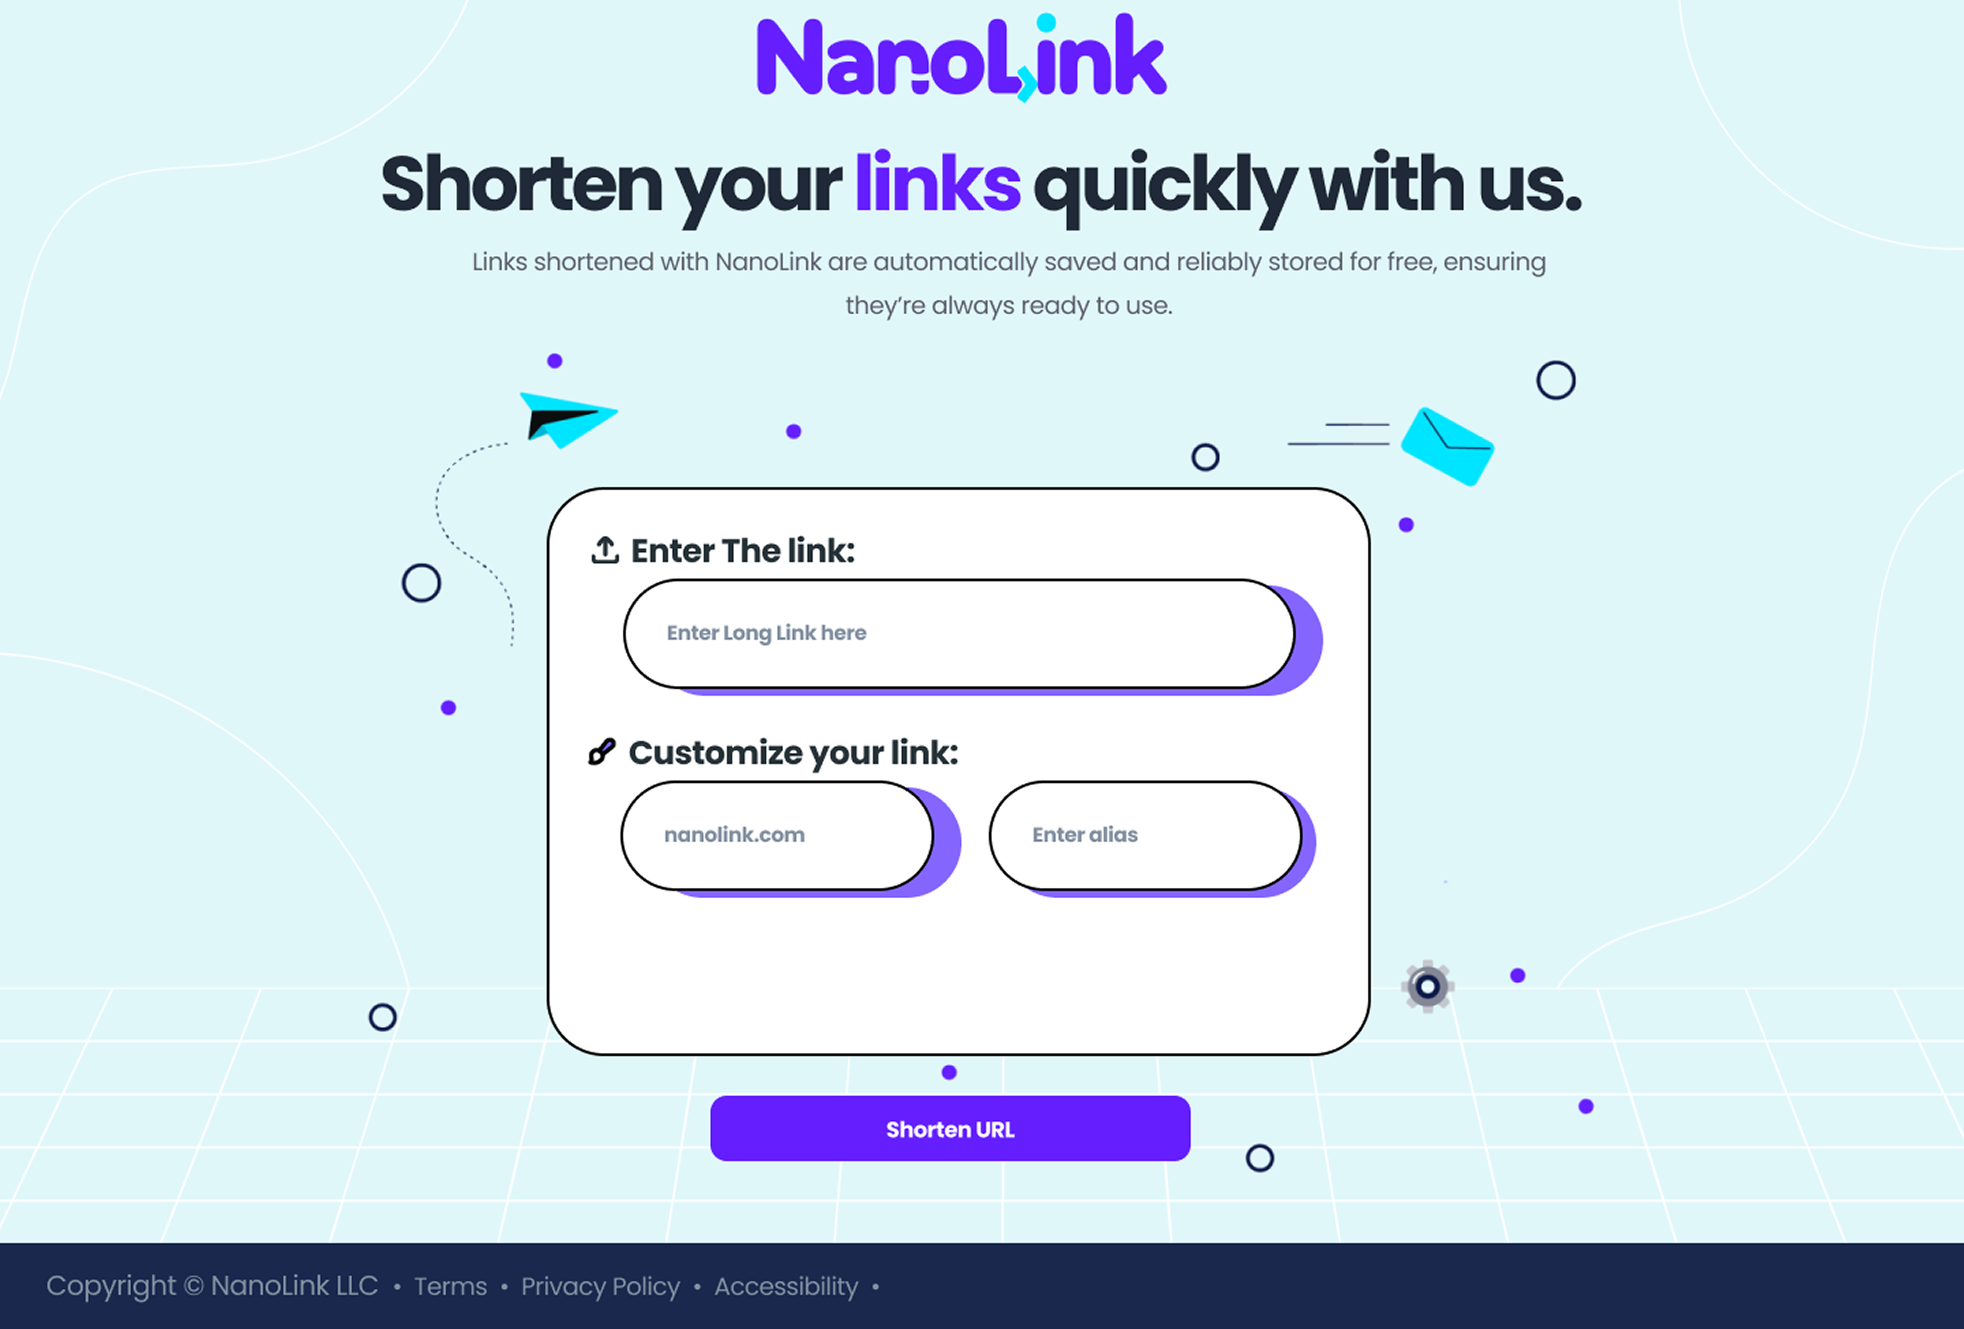 NanoLink
Shorten your links quickly with us.
Links shortened with NanoLink are automatically saved and reliably stored for free, ensuring
they’re always ready to use.
Enter The link:
Enter Long Link here
Customize your link:
nanolink.com
Enter alias
Shorten URL
Copyright © NanoLink LLC • Terms • Privacy Policy • Accessibility •